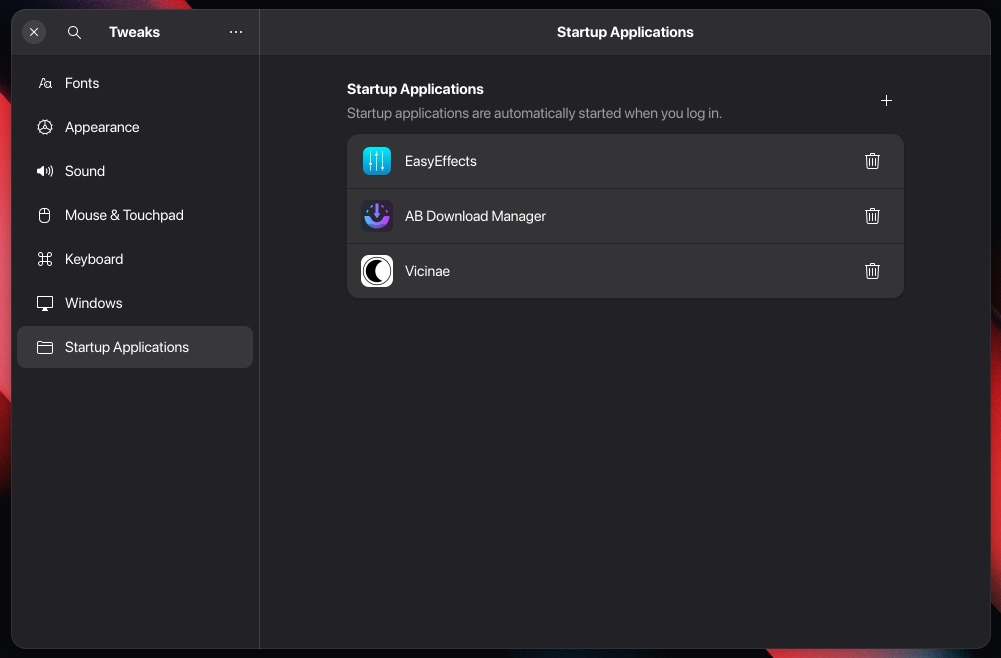 Tweaks
Startup Applications
Fonts
Appearance
Sound
Mouse & Touchpad
Keyboard
Windows
Startup Applications
Startup Applications
Startup applications are automatically started when you log in.
EasyEffects
AB Download Manager
Vicinae